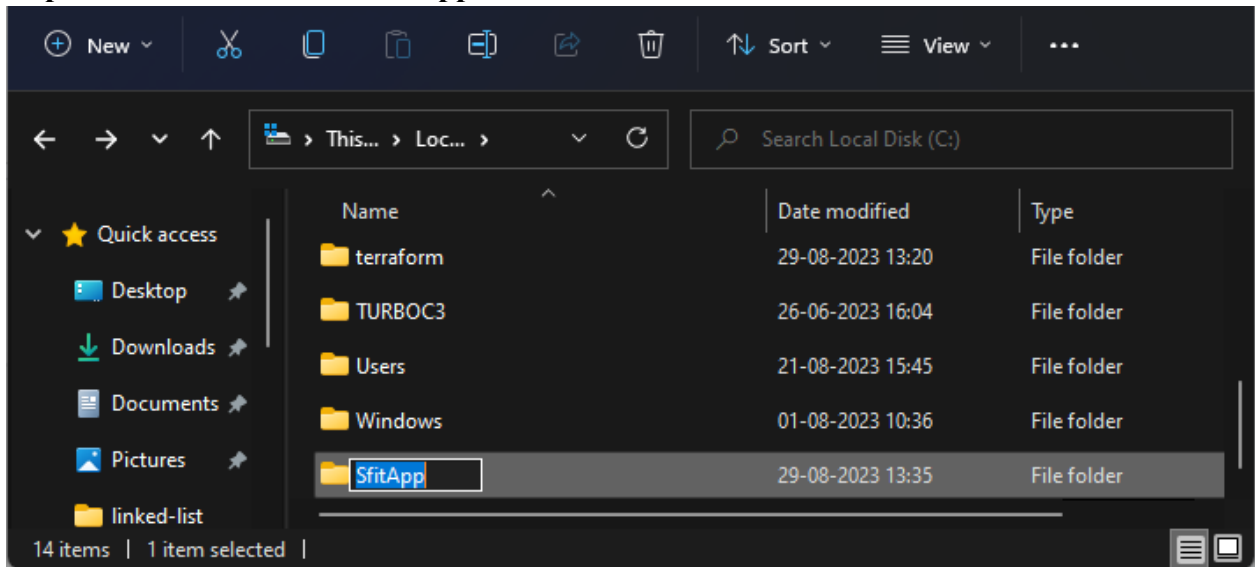 New
Sort
View
This... > Loc... >
Search Local Disk (C:)
Name Date modified Type
Quick access
Desktop
Downloads
Documents
Pictures
linked-list
terraform 29-08-2023 13:20 File folder
TURBOC3 26-06-2023 16:04 File folder
Users 21-08-2023 15:45 File folder
Windows 01-08-2023 10:36 File folder
SfitApp 29-08-2023 13:35 File folder
14 items | 1 item selected |